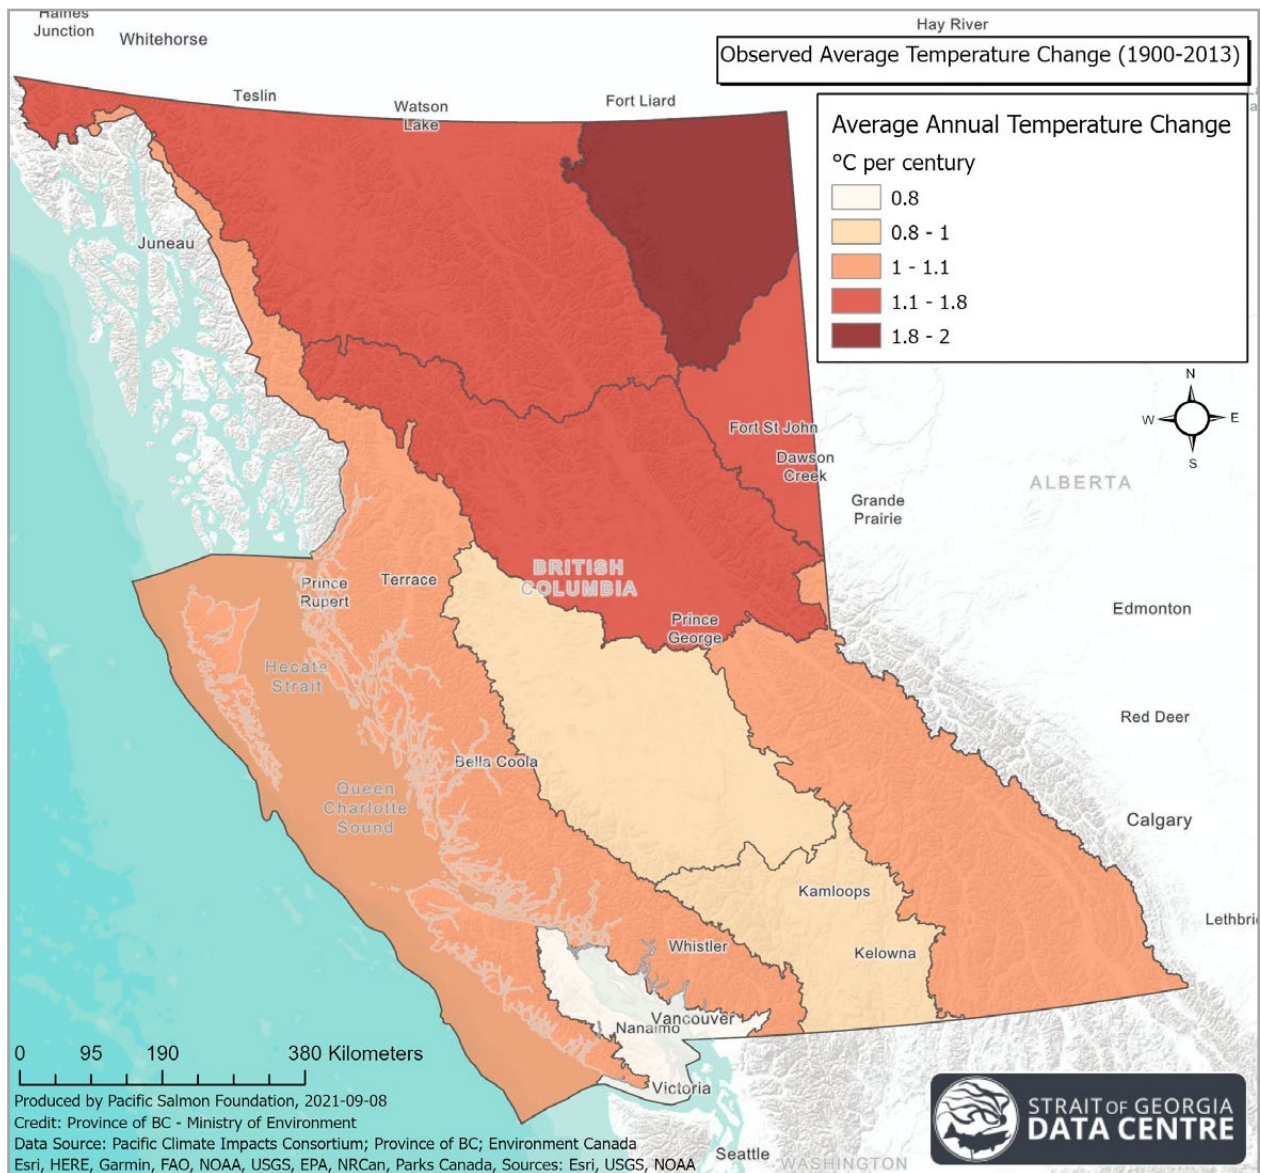 Haines
Junction
Whitehorse
Hay River
Observed Average Temperature Change (1900-2013)
Teslin
Watson
Lake
Fort Liard
Average Annual Temperature Change
°C per century
0.8
0.8 - 1
1 - 1.1
1.1 - 1.8
1.8 - 2
Juneau
N
W
E
S
Fort St John
Dawson
Creek
ALBERTA
Grande
Prairie
BRITISH
COLUMBIA
Prince
Rupert
Terrace
Prince
George
Edmonton
Hecate
Strait
Red Deer
Bella Coola
Queen
Charlotte
Sound
Calgary
Kamloops
Lethbri
Whistler
Kelowna
Vancouver
Nanaimo
Victoria
0 95 190 380 Kilometers
Produced by Pacific Salmon Foundation, 2021-09-08
Credit: Province of BC - Ministry of Environment
Data Source: Pacific Climate Impacts Consortium; Province of BC; Environment Canada
Esri, HERE, Garmin, FAO, NOAA, USGS, EPA, NRCan, Parks Canada, Sources: Esri, USGS, NOAA
Seattle
WASHINGTON
STRAIT OF GEORGIA
DATA CENTRE